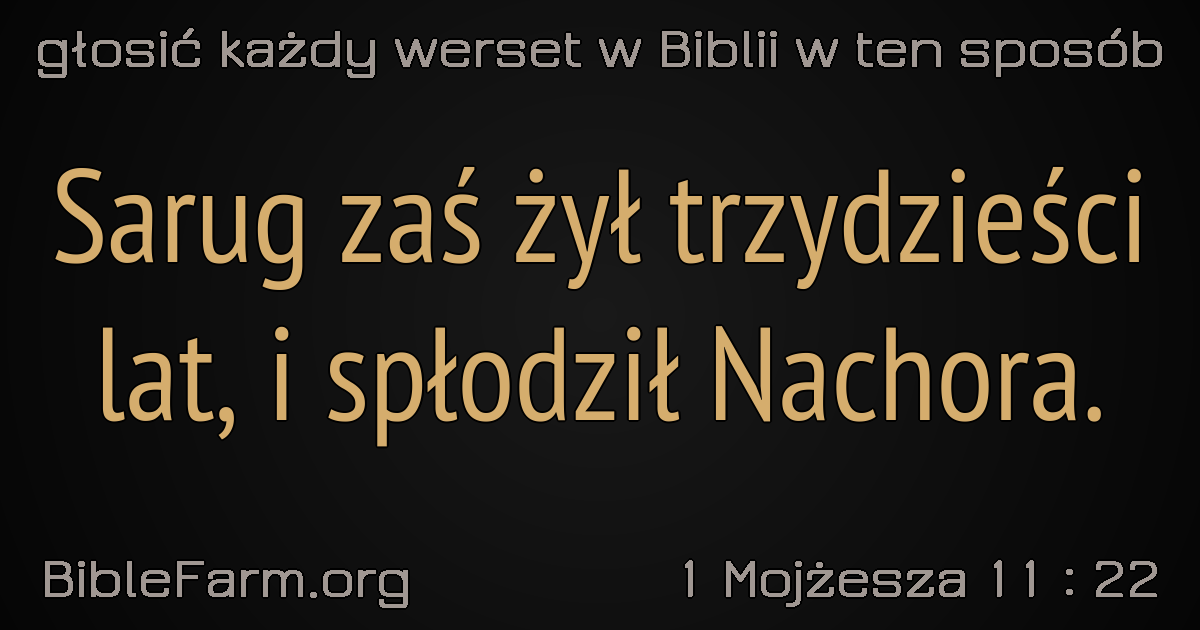 głosić każdy werset w Biblii w ten sposób
Sarug zaś żył trzydzieści
lat, i spłodził Nachora.
BibleFarm.org
1 Mojżesza 11 : 22